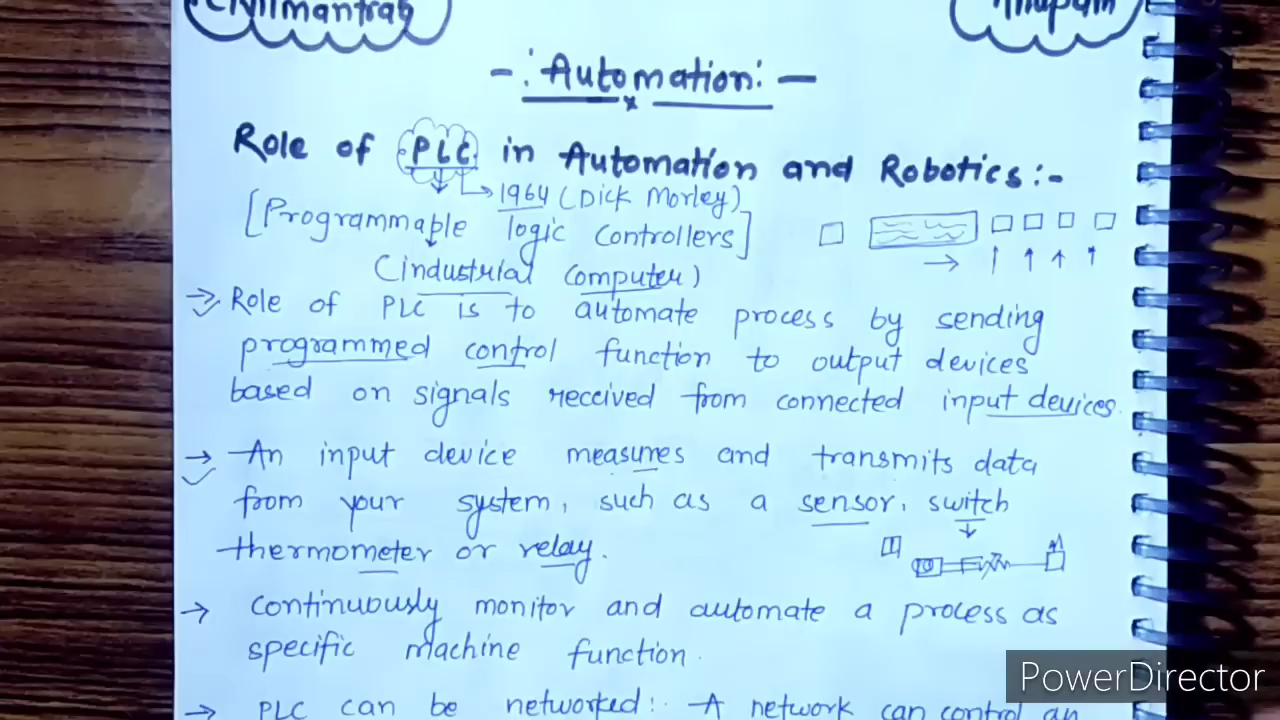 Civilmantraa Anupam
-: Automation :-
Role of PLC in Automation and Robotics:-
→ 1964 (Dick Morley)
[Programmable logic controllers]
(industrial computer)
→ Role of PLC is to automate process by sending
programmed control function to output devices
based on signals received from connected input devices.
→ An input device measures and transmits data
from your system, such as a sensor, switch
thermometer or relay.
→ Continuously monitor and automate a process as
specific machine function.
→ PLC can be networked:- A network can control an
PowerDirector